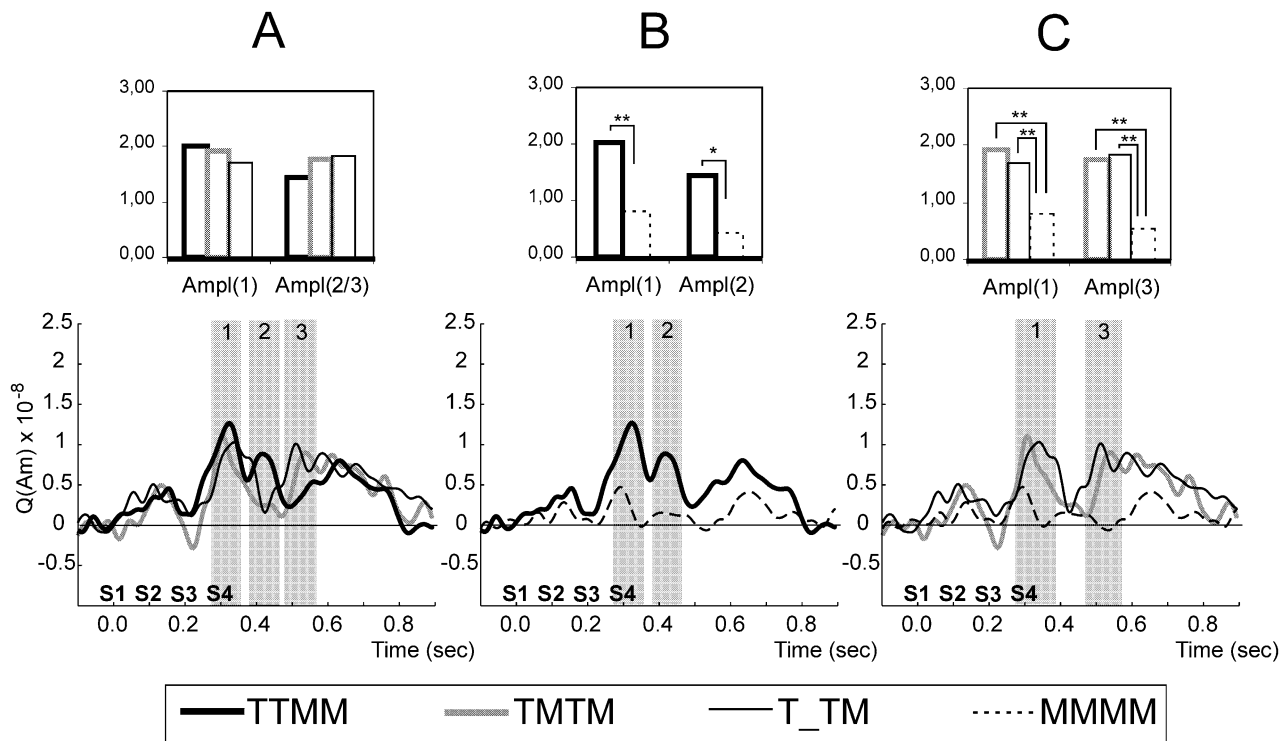 A B C
3,00 3,00 3,00
2,00 2,00 2,00
1,00 1,00 1,00
0,00 0,00 0,00
** * ** ** ** **
Ampl(1) Ampl(2/3) Ampl(1) Ampl(2) Ampl(1) Ampl(3)
Q(Am) x 10-8
2.5 1 2 3 2.5 1 2 2.5 1 3
2 2 2
1.5 1.5 1.5
1 1 1
0.5 0.5 0.5
0 0 0
-0.5 -0.5 -0.5
S1 S2 S3 S4 S1 S2 S3 S4 S1 S2 S3 S4
0.0 0.2 0.4 0.6 0.8 0.0 0.2 0.4 0.6 0.8 0.0 0.2 0.4 0.6 0.8
Time (sec) Time (sec) Time (sec)
TTMM TMTM T_TM MMMM